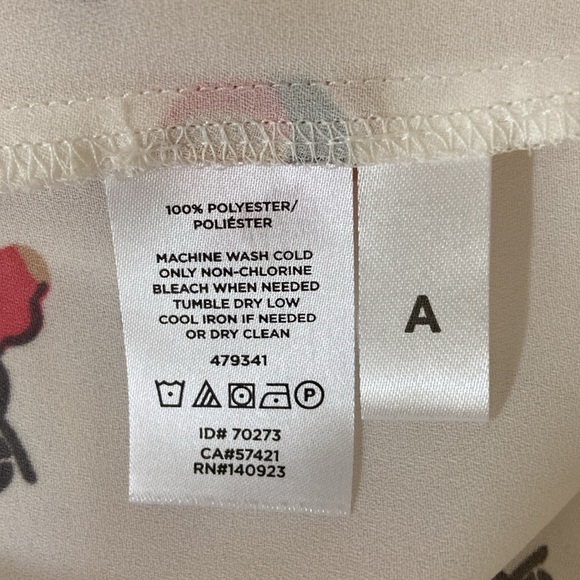 100% POLYESTER/
POLIÉSTER
MACHINE WASH COLD
ONLY NON-CHLORINE
BLEACH WHEN NEEDED
TUMBLE DRY LOW
COOL IRON IF NEEDED
OR DRY CLEAN
479341
P
ID# 70273
CA#57421
RN#140923
A